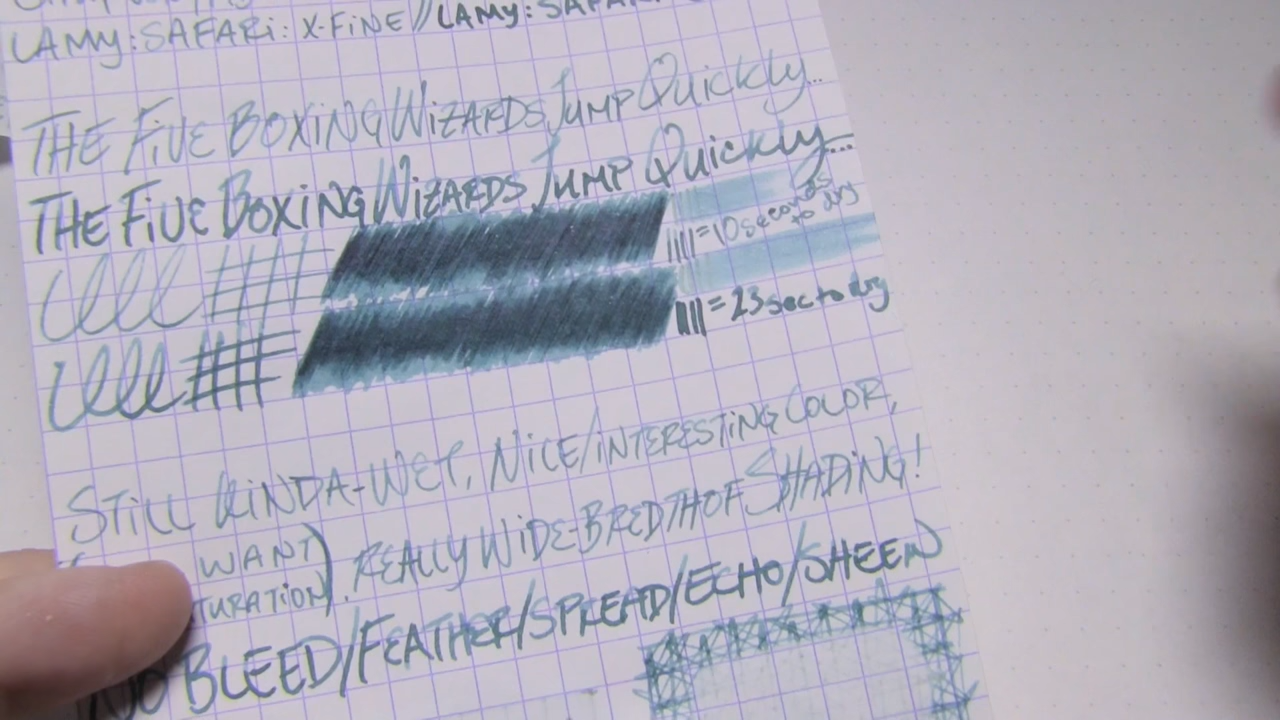 LAMY: SAFARI: X-FINE // LAMY: SAFARI
THE FIVE BOXING WIZARDS JUMP QUICKLY...
THE FIVE BOXING WIZARDS JUMP QUICKLY...
= 10 seconds
to dry
= 23 sec to dry
STILL KINDA-WET, NICE/INTERESTING COLOR,
WANT
TURATION). REALLY WIDE-BREDTH OF SHADING!
BLEED/FEATHER/SPREAD/ECHO/SHEEN